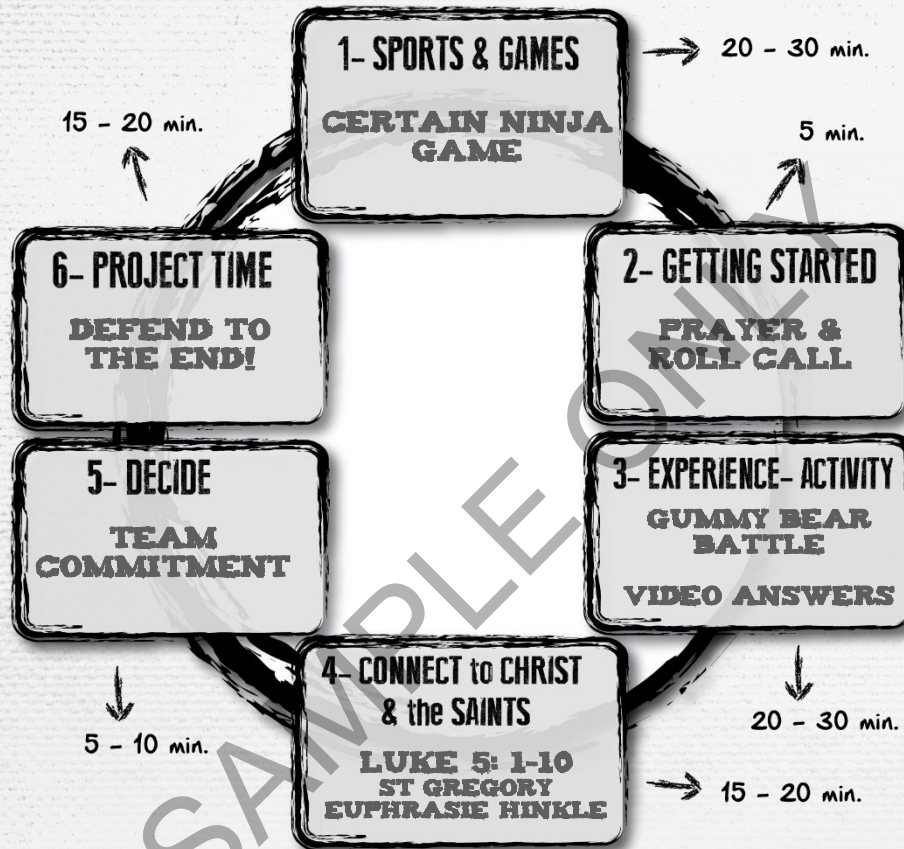 1- SPORTS & GAMES
CERTAIN NINJA
GAME
20 - 30 min.
2- GETTING STARTED
PRAYER &
ROLL CALL
5 min.
3- EXPERIENCE- ACTIVITY
GUMMY BEAR
BATTLE
VIDEO ANSWERS
20 - 30 min.
4- CONNECT to CHRIST
& the SAINTS
LUKE 5: 1-10
ST GREGORY
EUPHRASIE HINKLE
15 - 20 min.
5- DECIDE
TEAM
COMMITMENT
5 - 10 min.
6- PROJECT TIME
DEFEND TO
THE END!
15 - 20 min.
SAMPLE ONLY